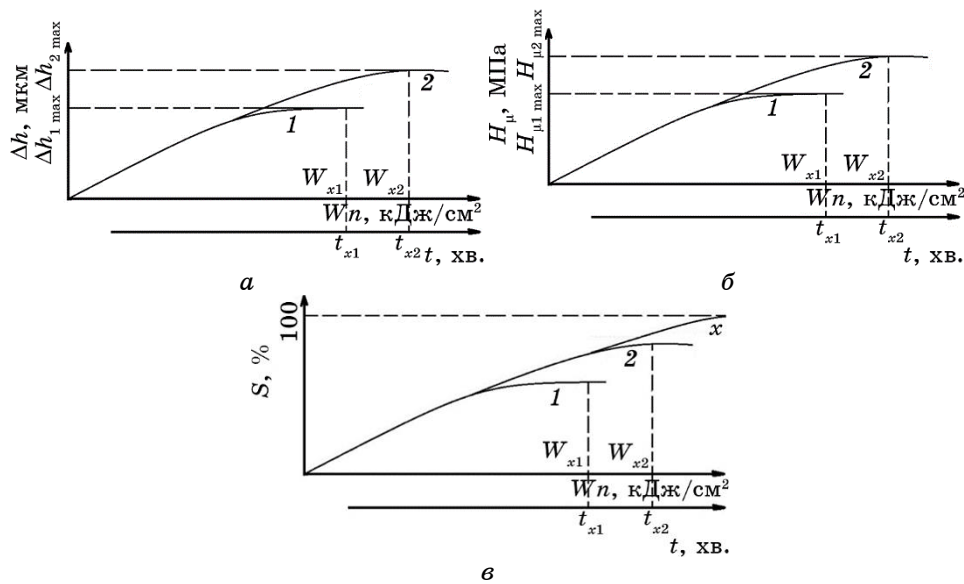 Δh, мкм
Δh₁ max Δh₂ max
2
1
Wₓ₁ Wₓ₂
Wn, кДж/см²
tₓ₁ tₓ₂ t, хв.
а
Hμ, МПа
Hμ1 max Hμ2 max
2
1
Wₓ₁ Wₓ₂
Wn, кДж/см²
tₓ₁ tₓ₂
t, хв.
б
S, %
100
x
2
1
Wₓ₁ Wₓ₂
Wn, кДж/см²
tₓ₁ tₓ₂
t, хв.
в